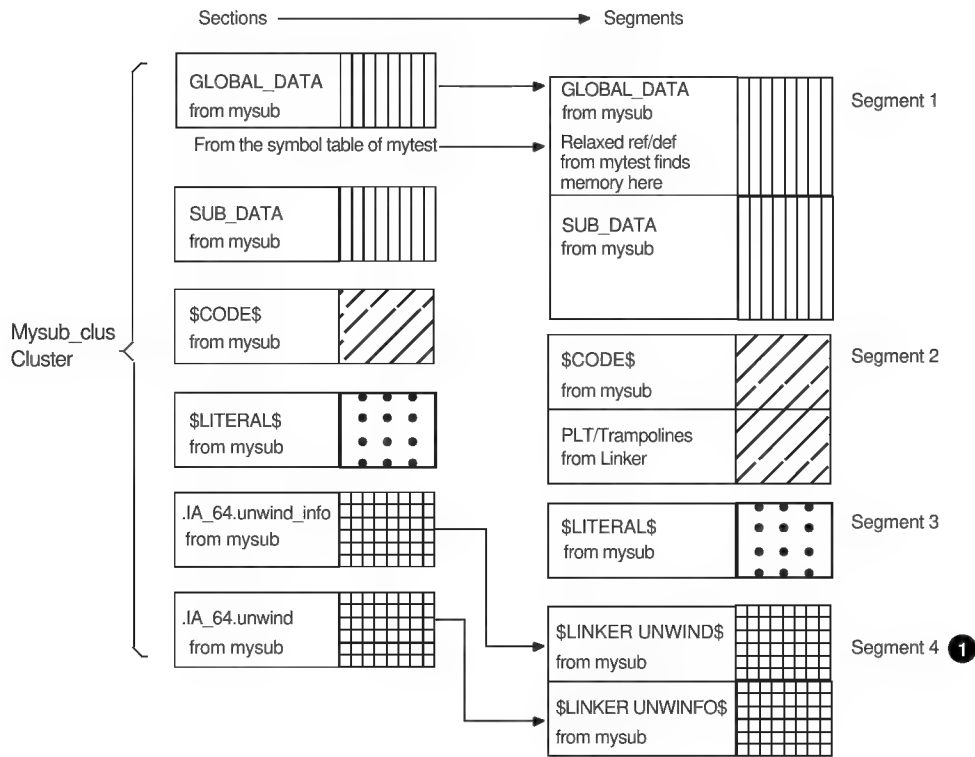 Sections
Segments
GLOBAL_DATA
from mysub
From the symbol table of mytest
SUB_DATA
from mysub
$CODE$
from mysub
Mysub_clus
Cluster
$LITERAL$
from mysub
.IA_64.unwind_info
from mysub
.IA_64.unwind
from mysub
GLOBAL_DATA
from mysub
Relaxed ref/def
from mytest finds
memory here
Segment 1
SUB_DATA
from mysub
$CODE$
from mysub
Segment 2
PLT/Trampolines
from Linker
$LITERAL$
from mysub
Segment 3
$LINKER UNWIND$
from mysub
Segment 4 1
$LINKER UNWINFO$
from mysub